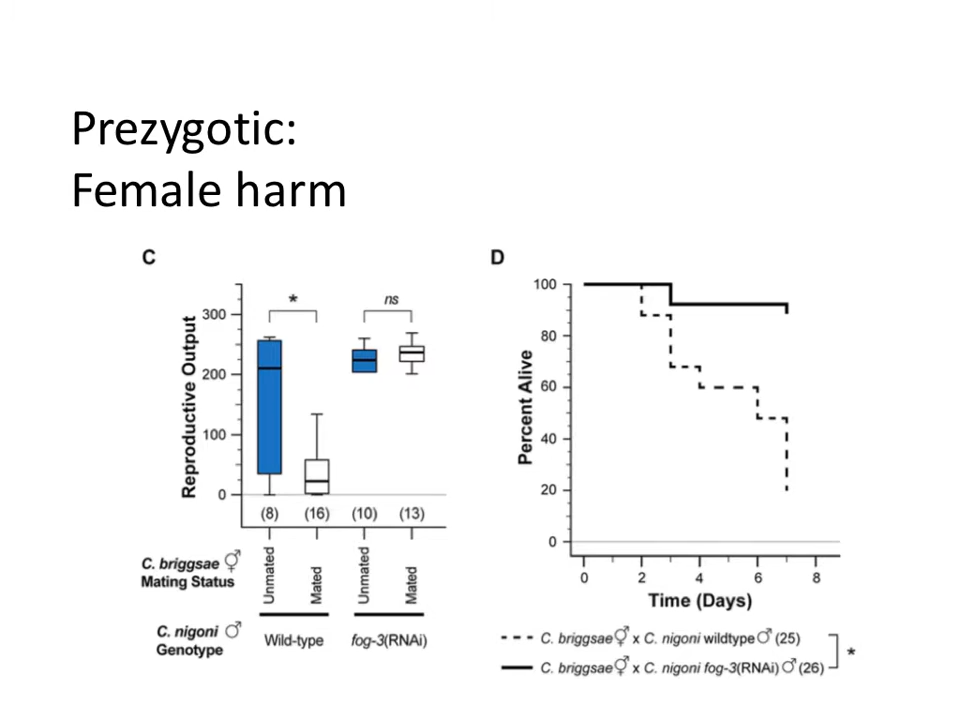 Prezygotic:
Female harm
C
Reproductive Output
300
200
100
0
*
ns
(8) (16) (10) (13)
C. briggsae ⚥
Mating Status
Unmated Mated Unmated Mated
C. nigoni ♂
Genotype
Wild-type fog-3(RNAi)
D
Percent Alive
100
80
60
40
20
0
0 2 4 6 8
Time (Days)
C. briggsae ⚥ x C. nigoni wildtype ♂ (25)
C. briggsae ⚥ x C. nigoni fog-3(RNAi) ♂ (26)
*